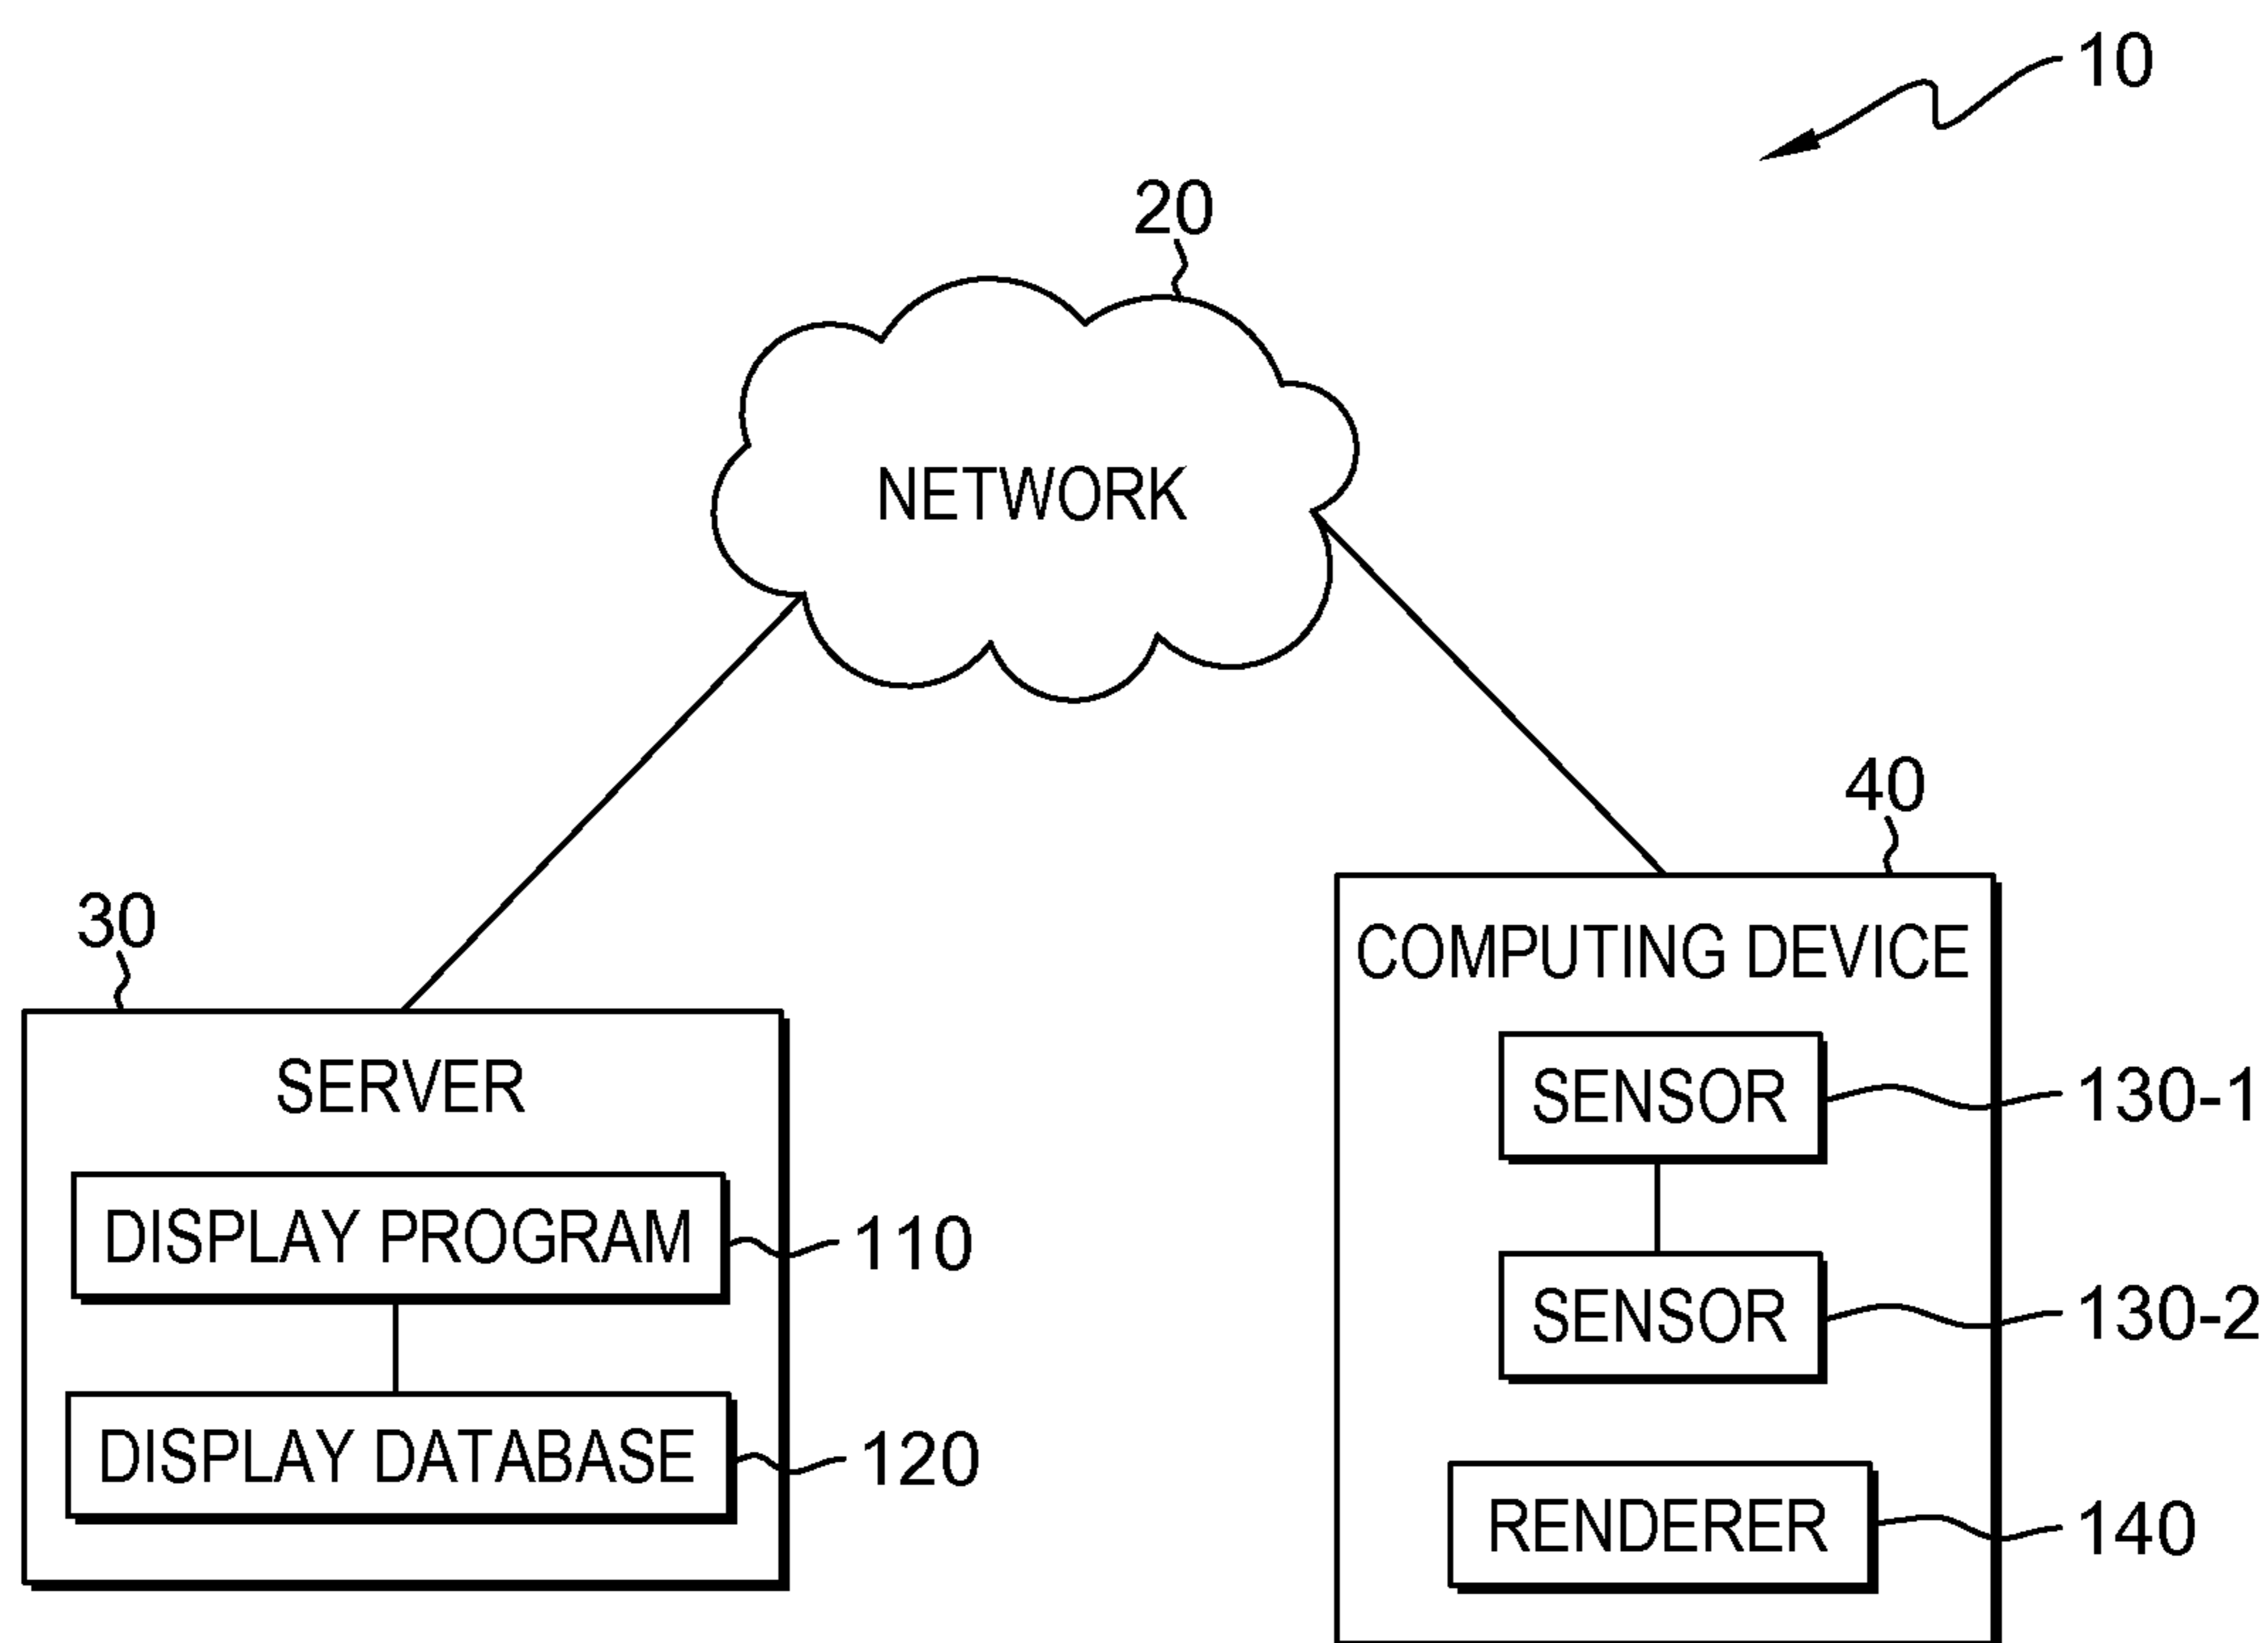 10
20
NETWORK
40
30
COMPUTING DEVICE
SERVER
SENSOR
130-1
DISPLAY PROGRAM
110
SENSOR
130-2
DISPLAY DATABASE
120
RENDERER
140